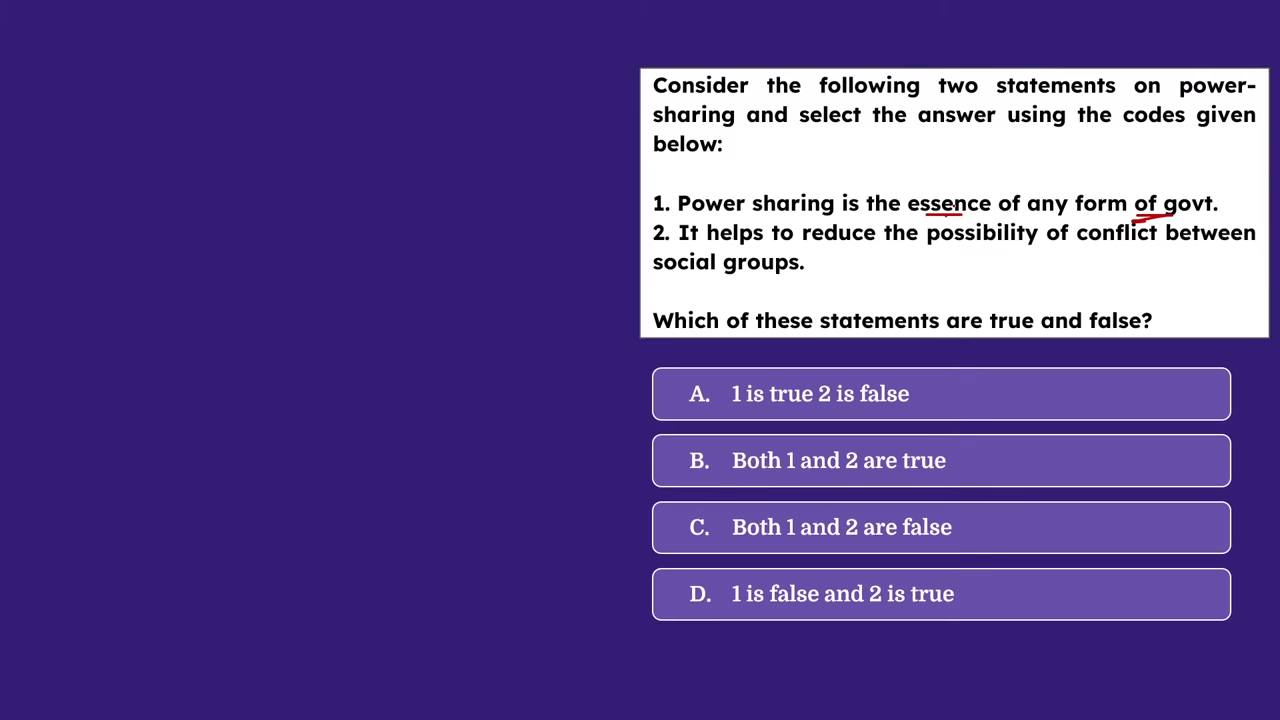 Consider the following two statements on power-
sharing and select the answer using the codes given
below:
1. Power sharing is the essence of any form of govt.
2. It helps to reduce the possibility of conflict between
social groups.
Which of these statements are true and false?
A. 1 is true 2 is false
B. Both 1 and 2 are true
C. Both 1 and 2 are false
D. 1 is false and 2 is true